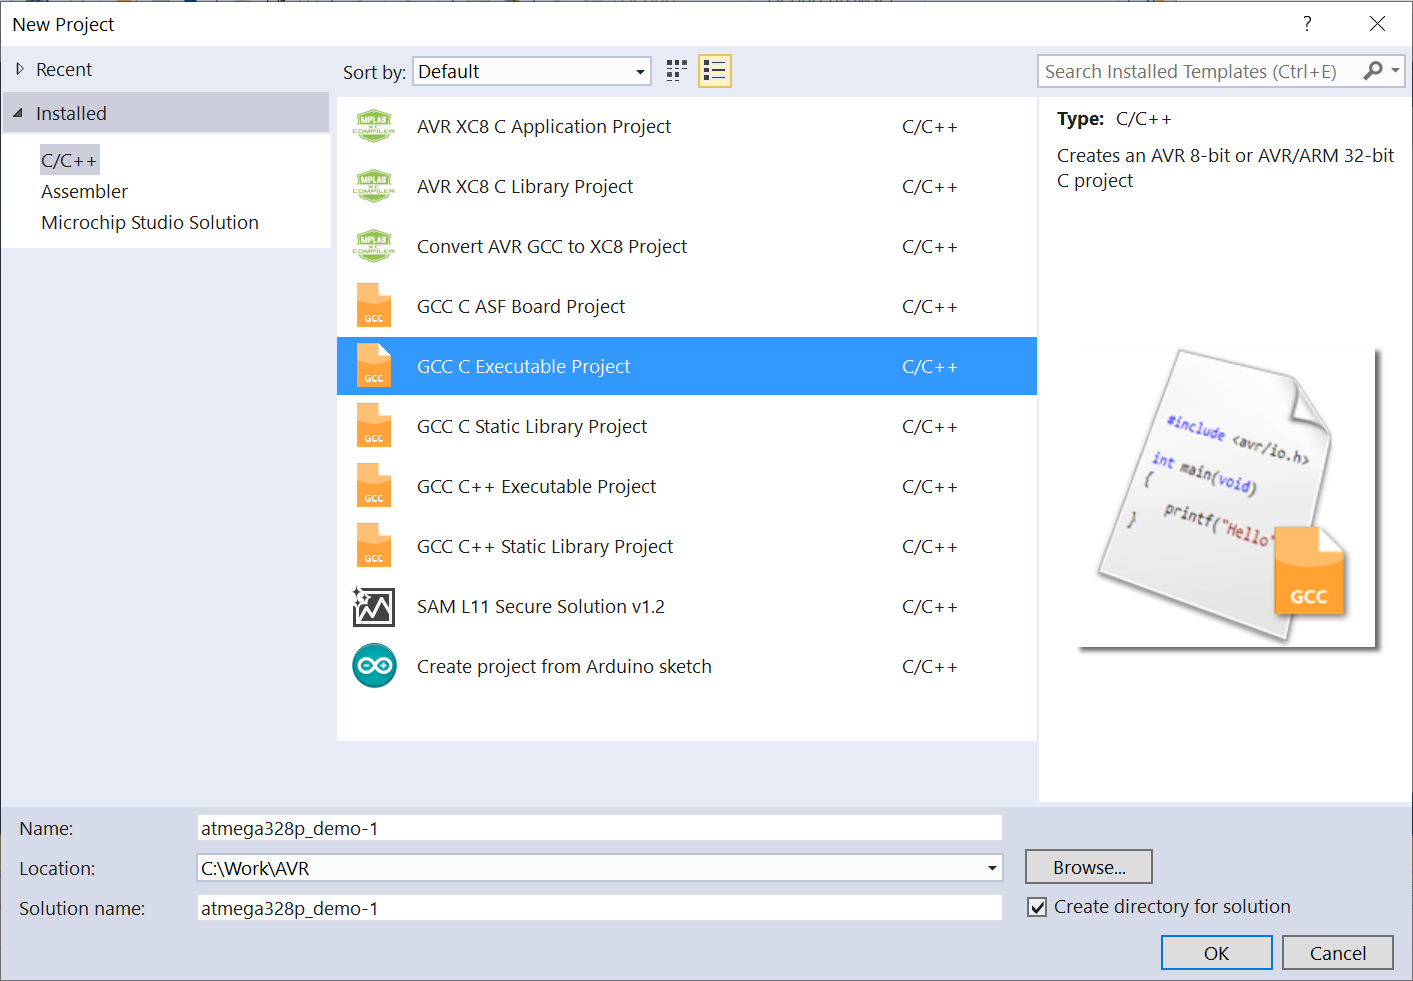 New Project
?
Recent
Installed
C/C++
Assembler
Microchip Studio Solution
Sort by: Default
Search Installed Templates (Ctrl+E)
MPLAB XC COMPILER AVR XC8 C Application Project C/C++
MPLAB XC COMPILER AVR XC8 C Library Project C/C++
MPLAB XC COMPILER Convert AVR GCC to XC8 Project C/C++
GCC GCC C ASF Board Project C/C++
GCC GCC C Executable Project C/C++
GCC GCC C Static Library Project C/C++
GCC GCC C++ Executable Project C/C++
GCC GCC C++ Static Library Project C/C++
SAM L11 Secure Solution v1.2 C/C++
Create project from Arduino sketch C/C++
Type: C/C++
Creates an AVR 8-bit or AVR/ARM 32-bit
C project
#include <avr/io.h>
int main(void)
{
printf("Hello"
}
GCC
Name: atmega328p_demo-1
Location: C:\Work\AVR
Browse...
Solution name: atmega328p_demo-1
Create directory for solution
OK
Cancel